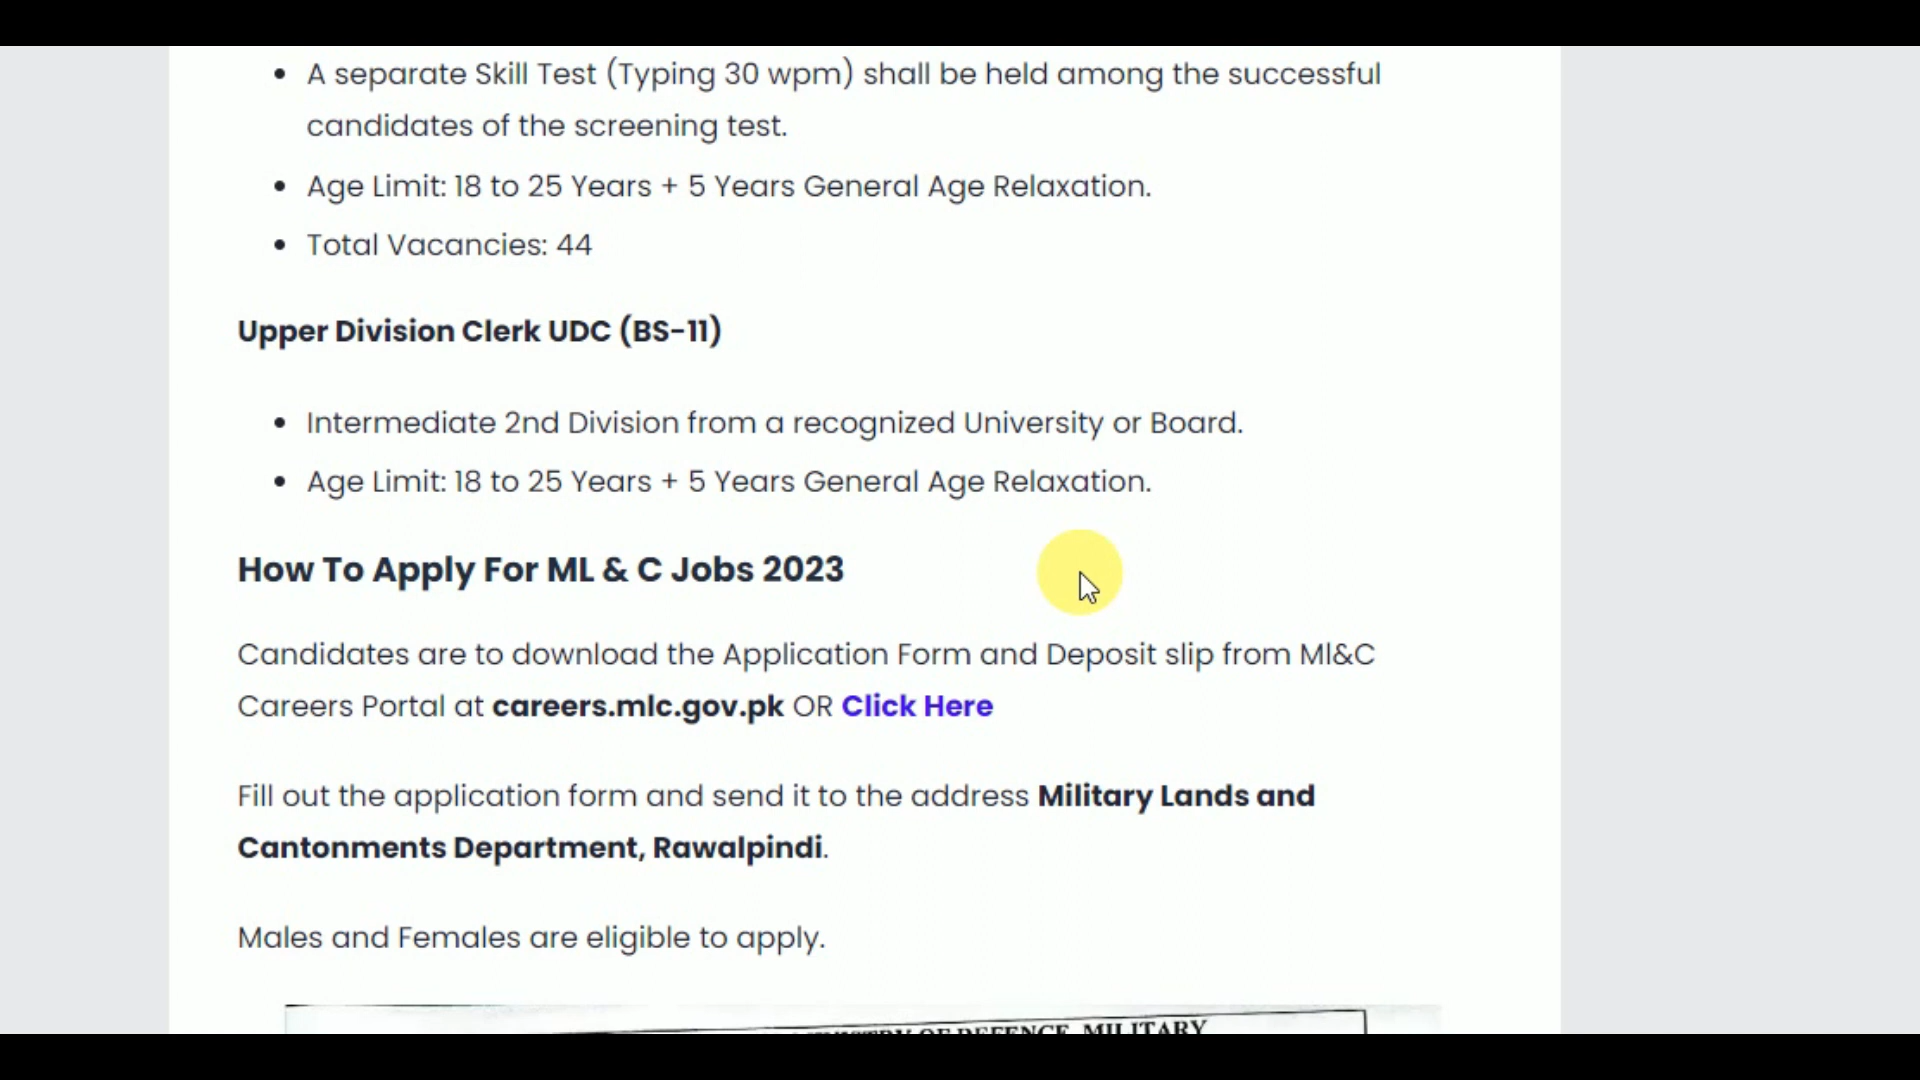 A separate Skill Test (Typing 30 wpm) shall be held among the successful
candidates of the screening test.
Age Limit: 18 to 25 Years + 5 Years General Age Relaxation.
Total Vacancies: 44
Upper Division Clerk UDC (BS-11)
Intermediate 2nd Division from a recognized University or Board.
Age Limit: 18 to 25 Years + 5 Years General Age Relaxation.
How To Apply For ML & C Jobs 2023
Candidates are to download the Application Form and Deposit slip from Ml&C
Careers Portal at careers.mlc.gov.pk OR Click Here
Fill out the application form and send it to the address Military Lands and
Cantonments Department, Rawalpindi.
Males and Females are eligible to apply.
OF DEFENCE, MILITARY